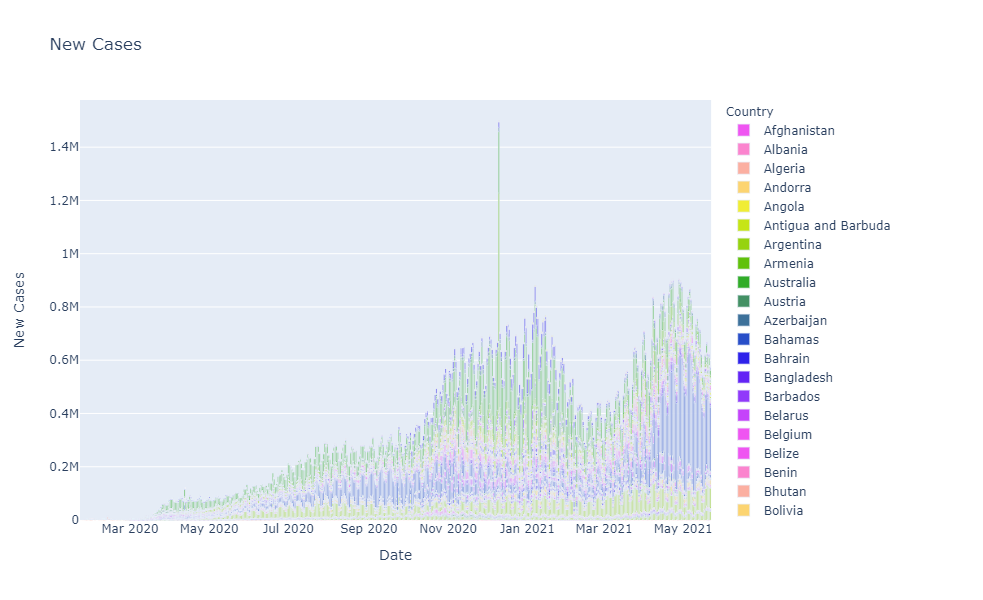 New Cases
New Cases
1.4M
1.2M
1M
0.8M
0.6M
0.4M
0.2M
0
Mar 2020 May 2020 Jul 2020 Sep 2020 Nov 2020 Jan 2021 Mar 2021 May 2021
Date
Country
Afghanistan
Albania
Algeria
Andorra
Angola
Antigua and Barbuda
Argentina
Armenia
Australia
Austria
Azerbaijan
Bahamas
Bahrain
Bangladesh
Barbados
Belarus
Belgium
Belize
Benin
Bhutan
Bolivia